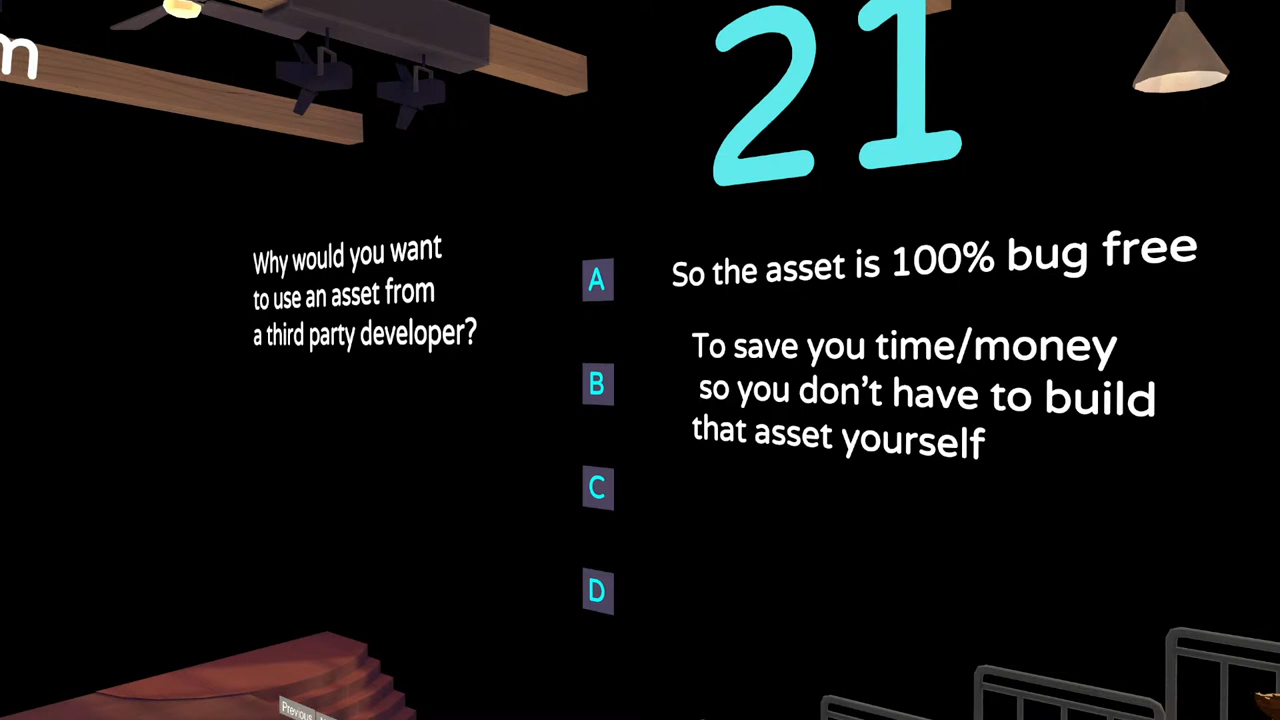 m
21
Why would you want
to use an asset from
a third party developer?
A
So the asset is 100% bug free
B
To save you time/money
so you don't have to build
that asset yourself
C
D
Previous